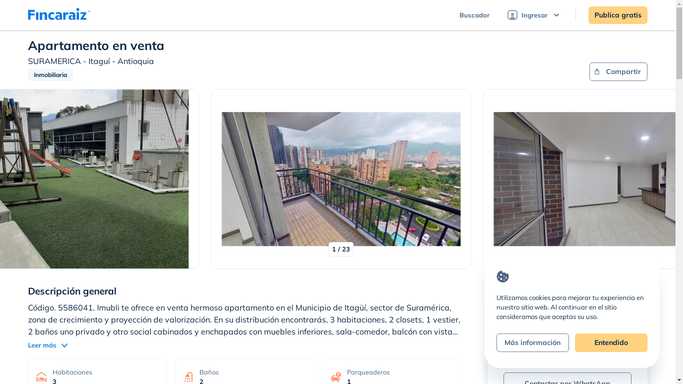 Fincaraiz
Buscador
Ingresar
Publica gratis
Apartamento en venta
SURAMERICA - Itaguí - Antioquia
Inmobiliaria
Compartir
1 / 23
Descripción general
Código. 5586041. Imubli te ofrece en venta hermoso apartamento en el Municipio de Itagüí, sector de Suramérica,
zona de crecimiento y proyección de valorización. En su distribución encontrarás, 3 habitaciones, 2 closets, 1 vestier,
2 baños uno privado y otro social cabinados y enchapados con muebles inferiores, sala-comedor, balcón con vista...
Leer más
Habitaciones
3
Baños
2
Parqueaderos
1
Utilizamos cookies para mejorar tu experiencia en
nuestro sitio web. Al continuar en el sitio
consideramos que aceptas su uso.
Más información
Entendido
Contactar por WhatsApp